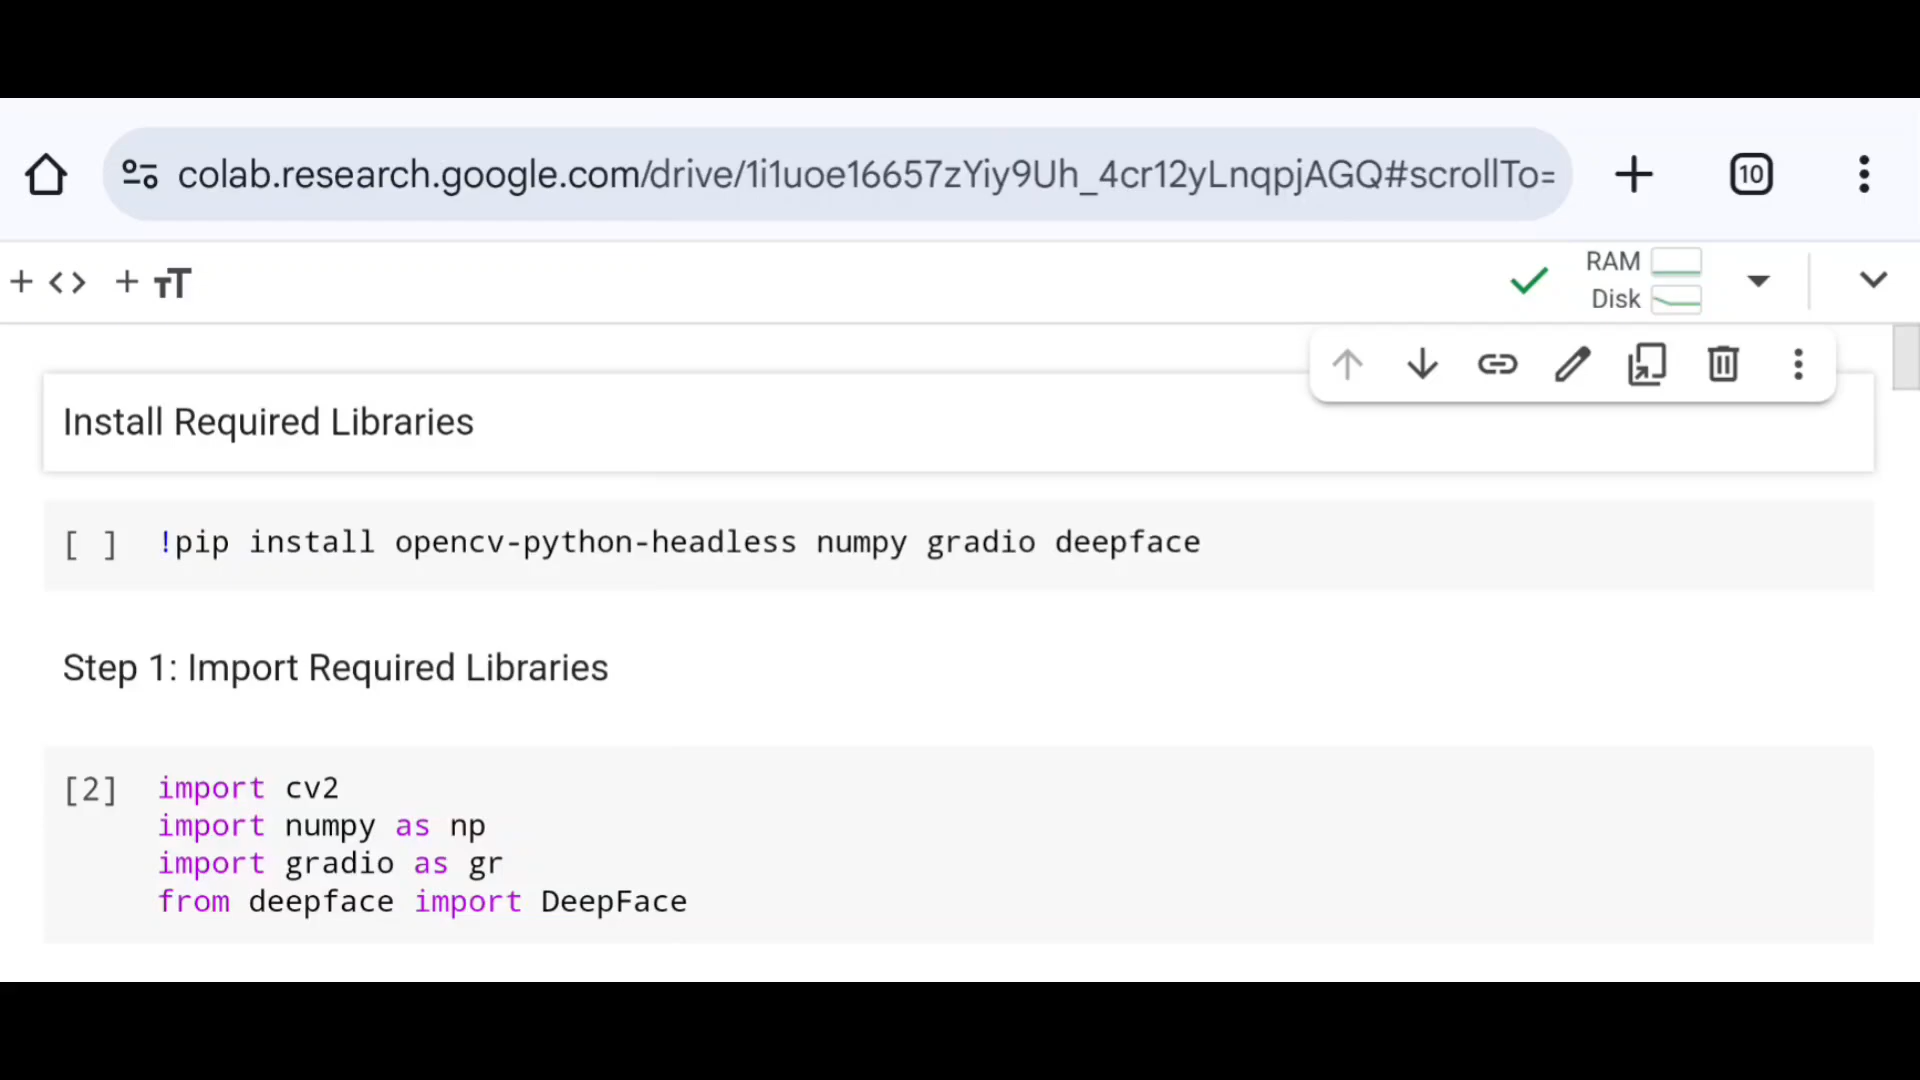 colab.research.google.com/drive/1i1uoe16657zYiy9Uh_4cr12yLnqpjAGQ#scrollTo=
10
+ <> + TT
RAM
Disk
Install Required Libraries
[ ] !pip install opencv-python-headless numpy gradio deepface
Step 1: Import Required Libraries
[2] import cv2
import numpy as np
import gradio as gr
from deepface import DeepFace